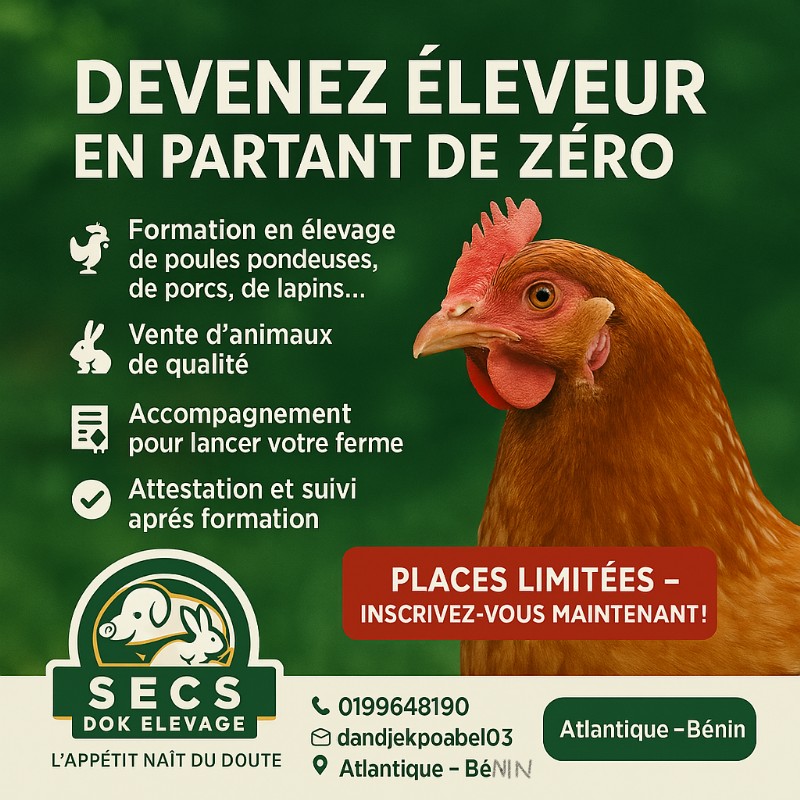 DEVENEZ ÉLEVEUR
EN PARTANT DE ZÉRO
Formation en élevage
de poules pondeuses,
de porcs, de lapins...
Vente d'animaux
de qualité
Accompagnement
pour lancer votre ferme
Attestation et suivi
aprés formation
PLACES LIMITÉES –
INSCRIVEZ-VOUS MAINTENANT!
SECS
DOK ELEVAGE
L'APPÉTIT NAÎT DU DOUTE
0199648190
dandjekpoabel03
Atlantique – BéNIN
Atlantique – Bénin